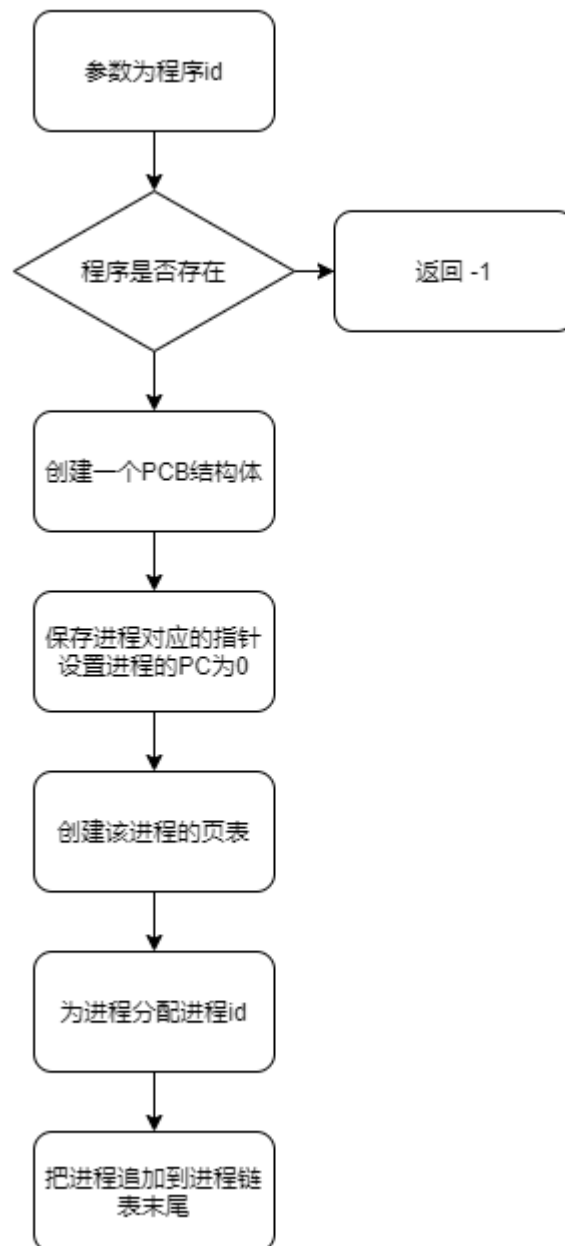 参数为程序id
程序是否存在
返回 -1
创建一个PCB结构体
保存进程对应的指针
设置进程的PC为0
创建该进程的页表
为进程分配进程id
把进程追加到进程链
表末尾